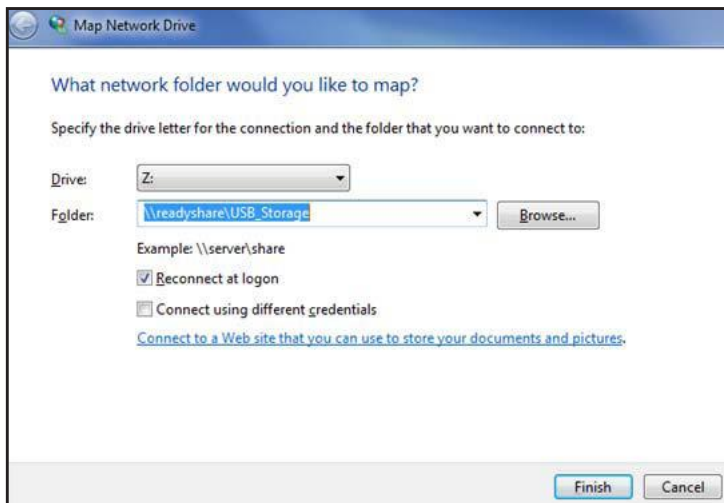 Map Network Drive
What network folder would you like to map?
Specify the drive letter for the connection and the folder that you want to connect to:
Drive: Z:
Folder: \\readyshare\USB_Storage Browse...
Example: \\server\share
Reconnect at logon
Connect using different credentials
Connect to a Web site that you can use to store your documents and pictures.
Finish Cancel